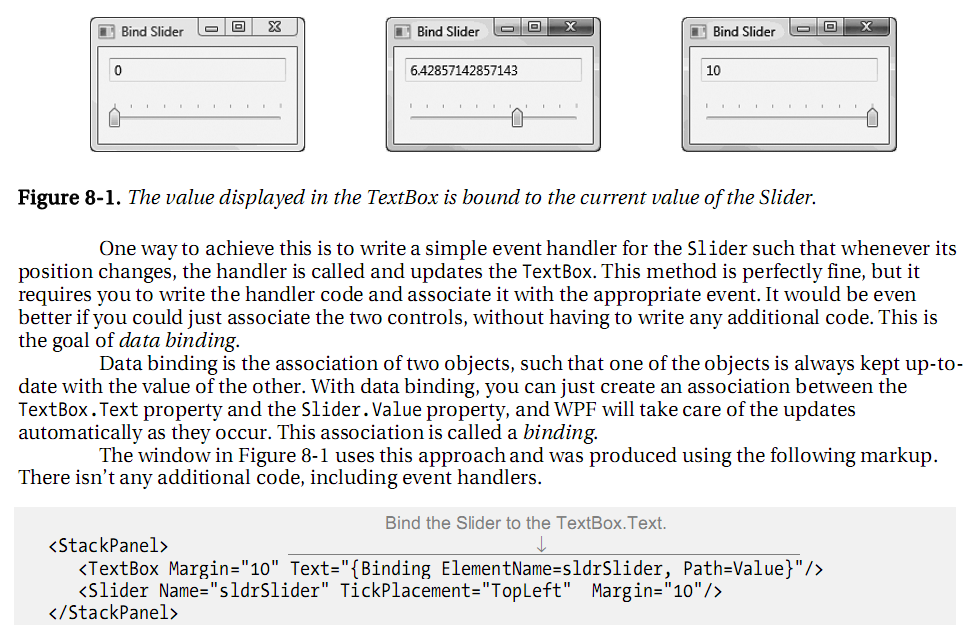 Bind Slider Bind Slider Bind Slider
0 6.42857142857143 10
Figure 8-1. The value displayed in the TextBox is bound to the current value of the Slider.
One way to achieve this is to write a simple event handler for the Slider such that whenever its
position changes, the handler is called and updates the TextBox. This method is perfectly fine, but it
requires you to write the handler code and associate it with the appropriate event. It would be even
better if you could just associate the two controls, without having to write any additional code. This is
the goal of data binding.
Data binding is the association of two objects, such that one of the objects is always kept up-to-
date with the value of the other. With data binding, you can just create an association between the
TextBox.Text property and the Slider.Value property, and WPF will take care of the updates
automatically as they occur. This association is called a binding.
The window in Figure 8-1 uses this approach and was produced using the following markup.
There isn't any additional code, including event handlers.
Bind the Slider to the TextBox.Text.
<StackPanel>
<TextBox Margin="10" Text="{Binding ElementName=sldrSlider, Path=Value}"/>
<Slider Name="sldrSlider" TickPlacement="TopLeft" Margin="10"/>
</StackPanel>